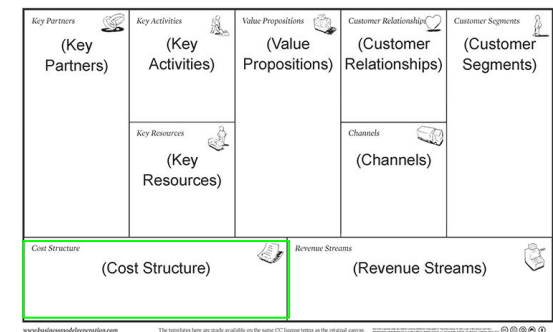 Key Partners
(Key
Partners)
Key Activities
(Key
Activities)
Value Propositions
(Value
Propositions)
Customer Relationships
(Customer
Relationships)
Customer Segments
(Customer
Segments)
Key Resources
(Key
Resources)
Channels
(Channels)
Cost Structure
(Cost Structure)
Revenue Streams
(Revenue Streams)
www.businessmodelgeneration.com
The templates here are made available on the same CC license terms as the original canvas.